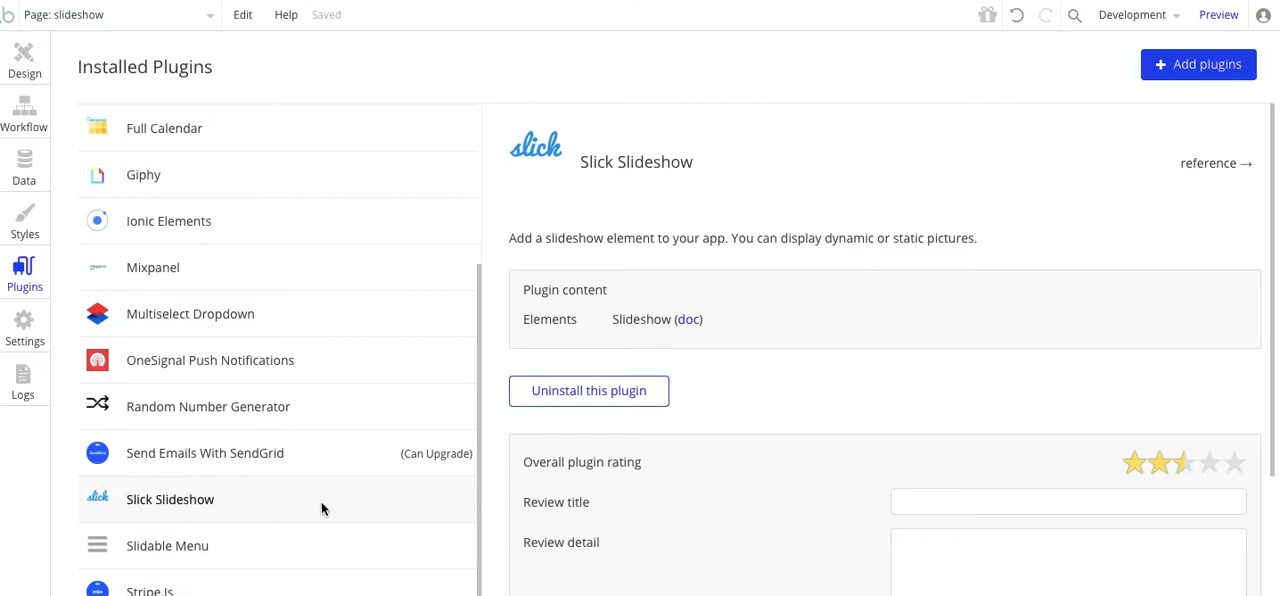 b Page: slideshow Edit Help Saved Development Preview
Design
Workflow
Data
Styles
Plugins
Settings
Logs
Installed Plugins
+ Add plugins
Full Calendar
Giphy
Ionic Elements
Mixpanel
Multiselect Dropdown
OneSignal Push Notifications
Random Number Generator
Send Emails With SendGrid (Can Upgrade)
slick Slick Slideshow
Slidable Menu
stripe Stripe.js
slick Slick Slideshow reference →
Add a slideshow element to your app. You can display dynamic or static pictures.
Plugin content
Elements Slideshow (doc)
Uninstall this plugin
Overall plugin rating
Review title
Review detail